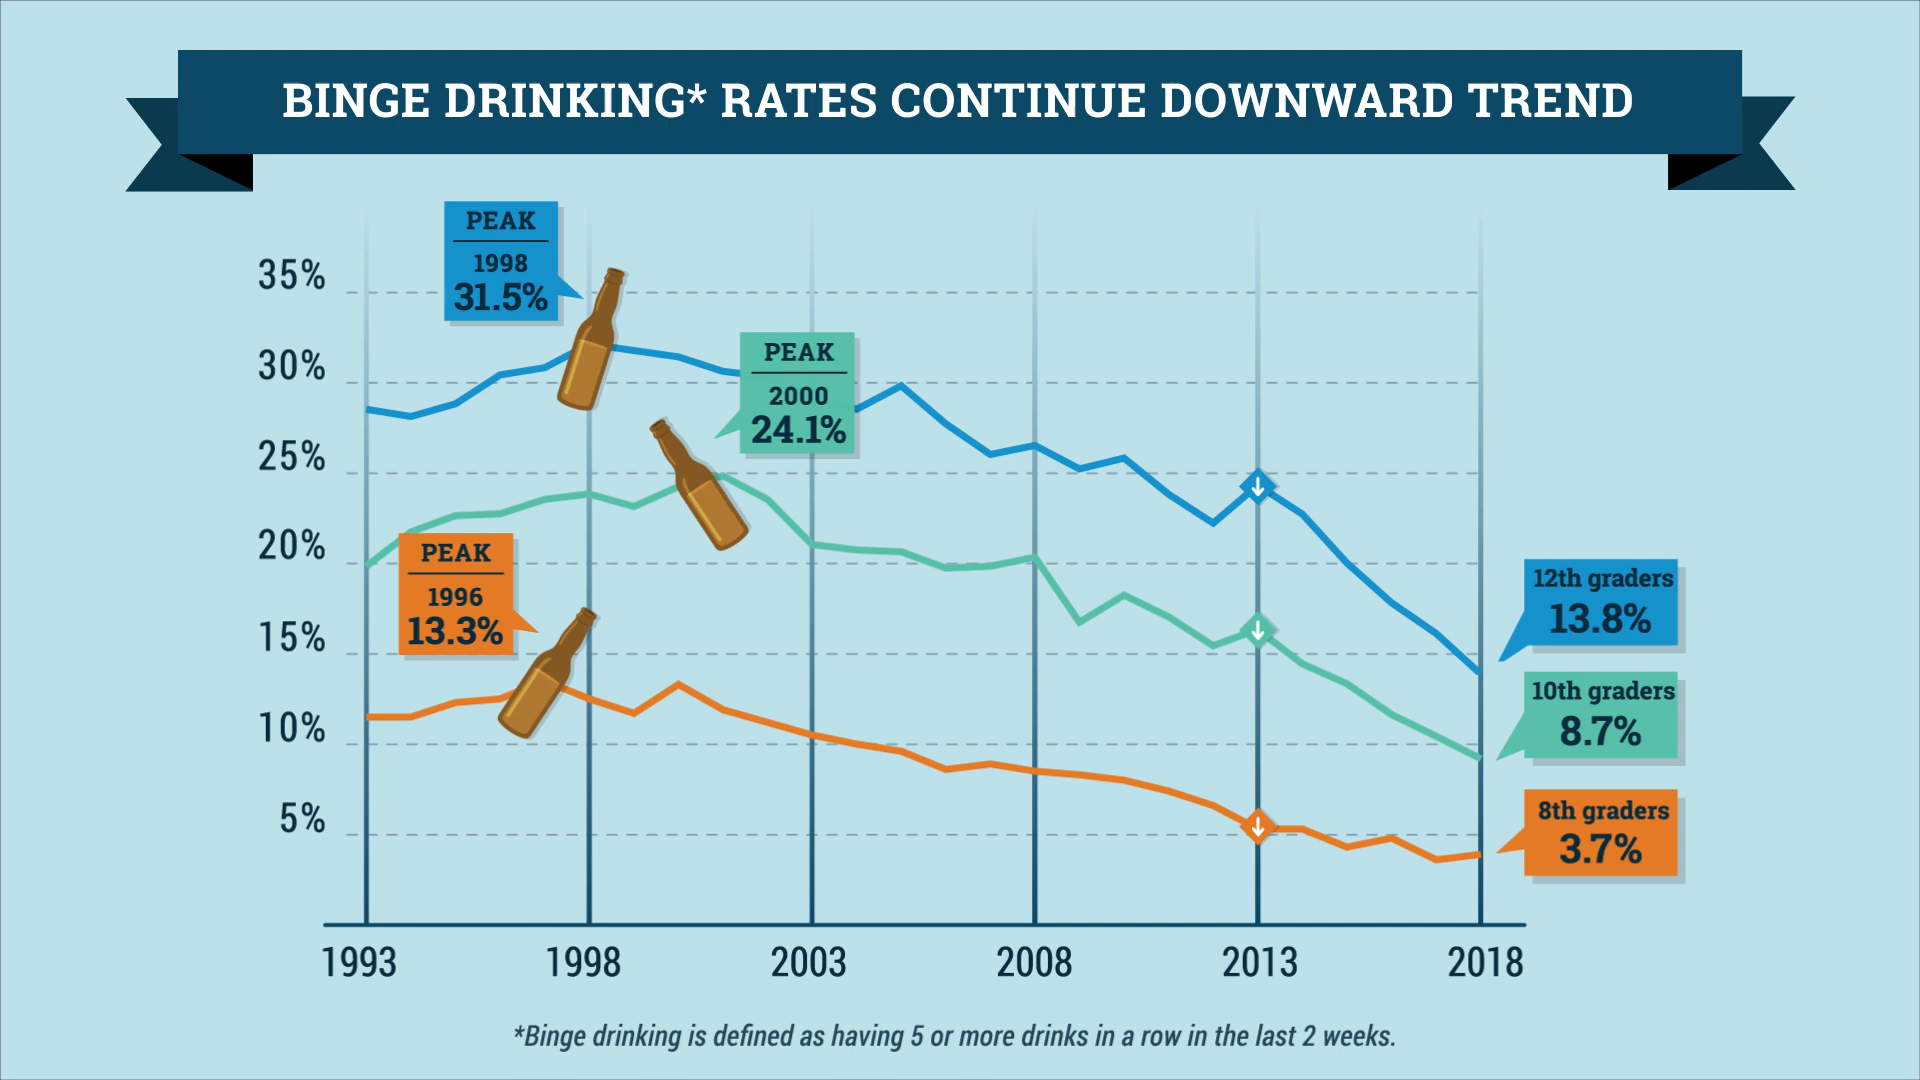 BINGE DRINKING* RATES CONTINUE DOWNWARD TREND
PEAK
1998
31.5%
PEAK
2000
24.1%
PEAK
1996
13.3%
35%
30%
25%
20%
15%
10%
5%
12th graders
13.8%
10th graders
8.7%
8th graders
3.7%
1993
1998
2003
2008
2013
2018
*Binge drinking is defined as having 5 or more drinks in a row in the last 2 weeks.